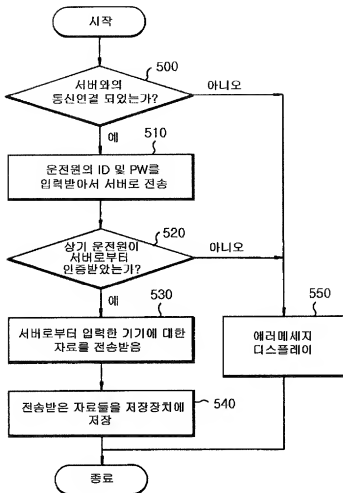 시작
500
서버와의
통신연결 되었는가?
아니오
예
510
운전원의 ID 및 PW를
입력받아서 서버로 전송
520
상기 운전원이
서버로부터
인증받았는가?
아니오
예
530
서버로부터 입력한 기기에 대한
자료를 전송받음
550
에러메세지
디스플레이
540
전송받은 자료들을 저장장치에
저장
종료